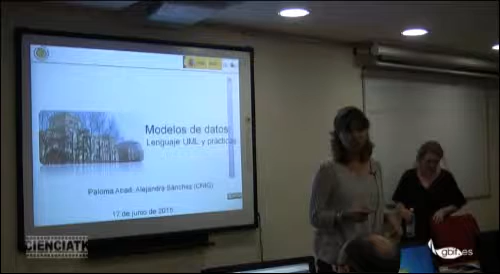 Modelos de datos
Lenguaje UML y prácticas
Paloma Abad, Alejandra Sánchez (CNIG)
17 de junio de 2015
CIENCIATK
gbif.es